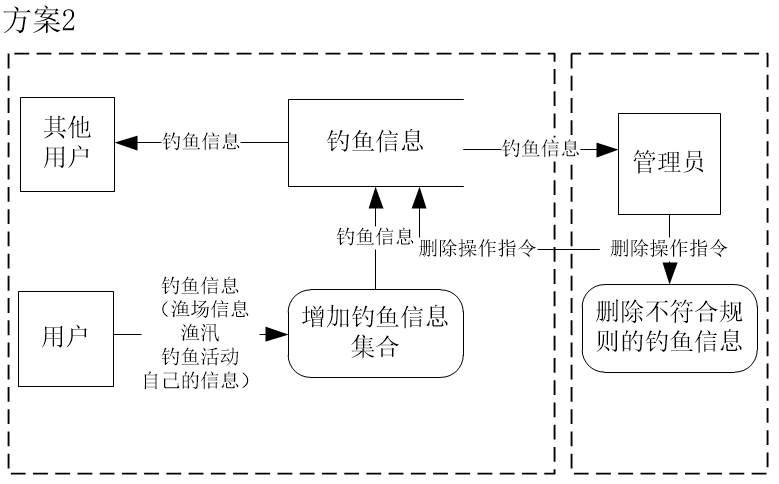 方案2
其他
用户
钓鱼信息
钓鱼信息
钓鱼信息
管理员
钓鱼信息
删除操作指令
删除操作指令
用户
钓鱼信息
（渔场信息
渔汛
钓鱼活动
自己的信息）
增加钓鱼信息
集合
删除不符合规
则的钓鱼信息